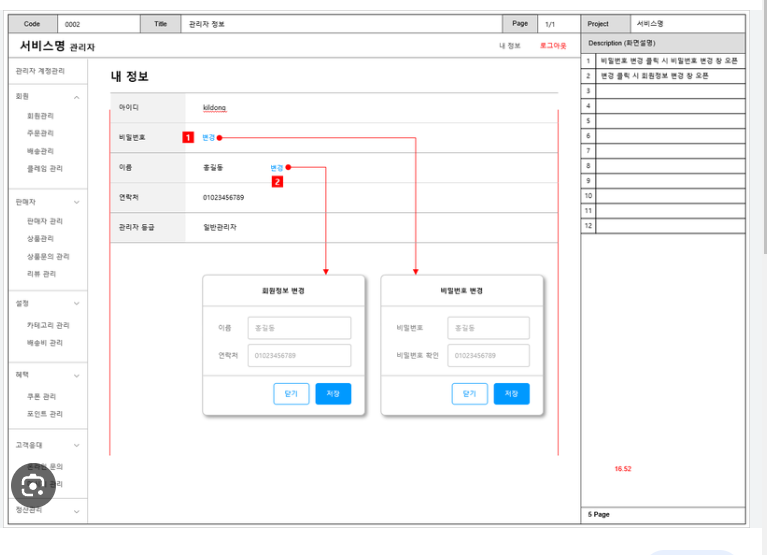 Code 0002 Title 관리자 정보 Page 1/1 Project 서비스명
서비스명 관리자
내 정보 로그아웃
Description (화면설명)
1 비밀번호 변경 클릭 시 비밀번호 변경 창 오픈
2 변경 클릭 시 회원정보 변경 창 오픈
3
4
5
6
7
8
9
10
11
12
관리자 계정관리
회원
회원관리
주문관리
배송관리
클레임 관리
판매자
판매자 관리
상품관리
상품문의 관리
리뷰 관리
설정
카테고리 관리
배송비 관리
혜택
쿠폰 관리
포인트 관리
고객응대
문의
관리
정산관리
내 정보
아이디 kildong
비밀번호 1 변경
이름 홍길동 변경
2
연락처 01023456789
관리자 등급 일반관리자
회원정보 변경
이름 홍길동
연락처 01023456789
닫기 저장
비밀번호 변경
비밀번호 홍길동
비밀번호 확인 01023456789
닫기 저장
16.52
5 Page